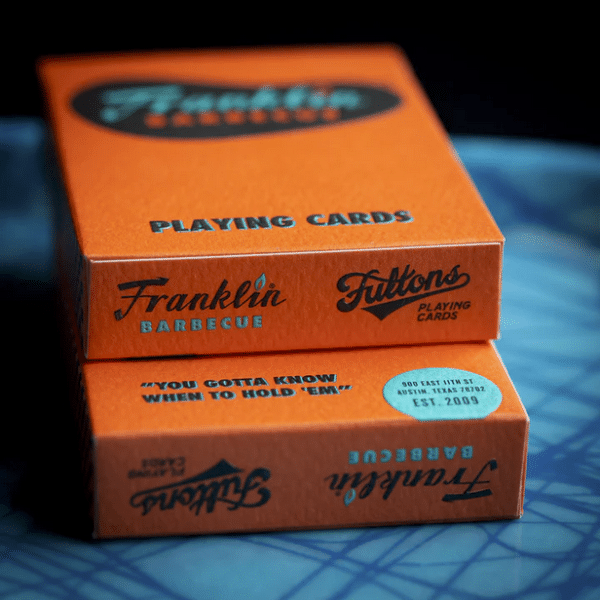 Franklin
BARBECUE
PLAYING CARDS
Franklin
BARBECUE
Fultons
PLAYING
CARDS
"YOU GOTTA KNOW
WHEN TO HOLD 'EM"
900 EAST 11TH ST
AUSTIN, TEXAS 78702
EST. 2009
Fultons
PLAYING
CARDS
Franklin
BARBECUE